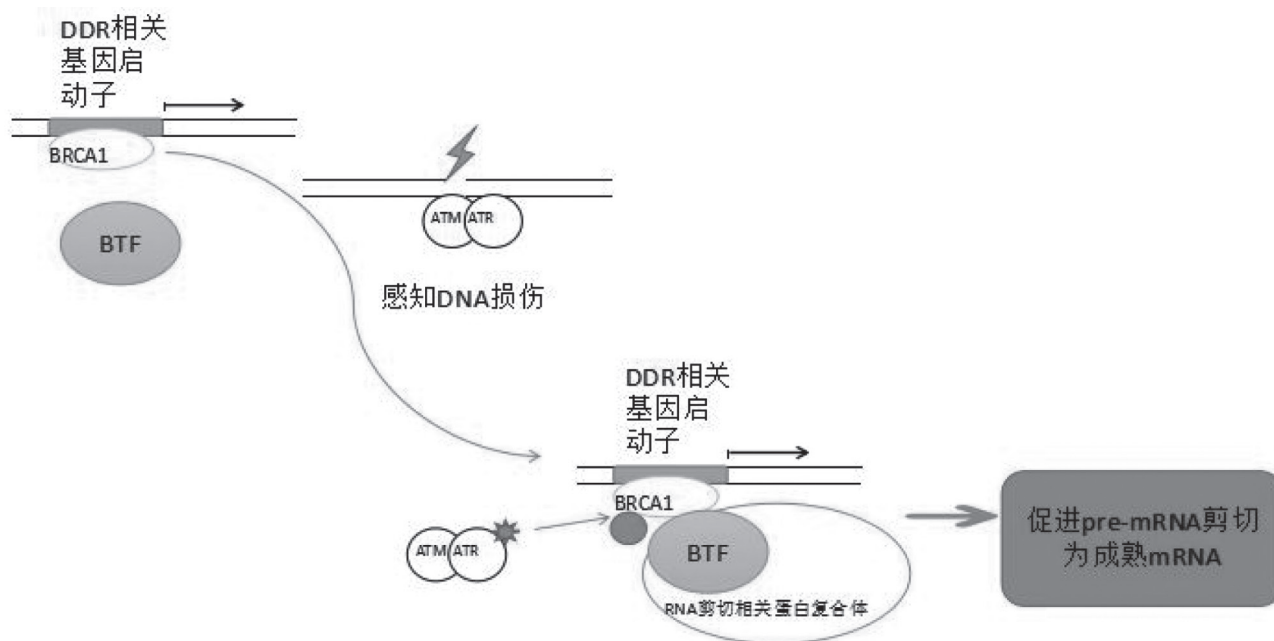 DDR相关
基因启
动子
BRCA1
BTF
ATM ATR
感知DNA损伤
DDR相关
基因启
动子
BRCA1
ATM ATR
BTF
RNA剪切相关蛋白复合体
促进pre-mRNA剪切
为成熟mRNA